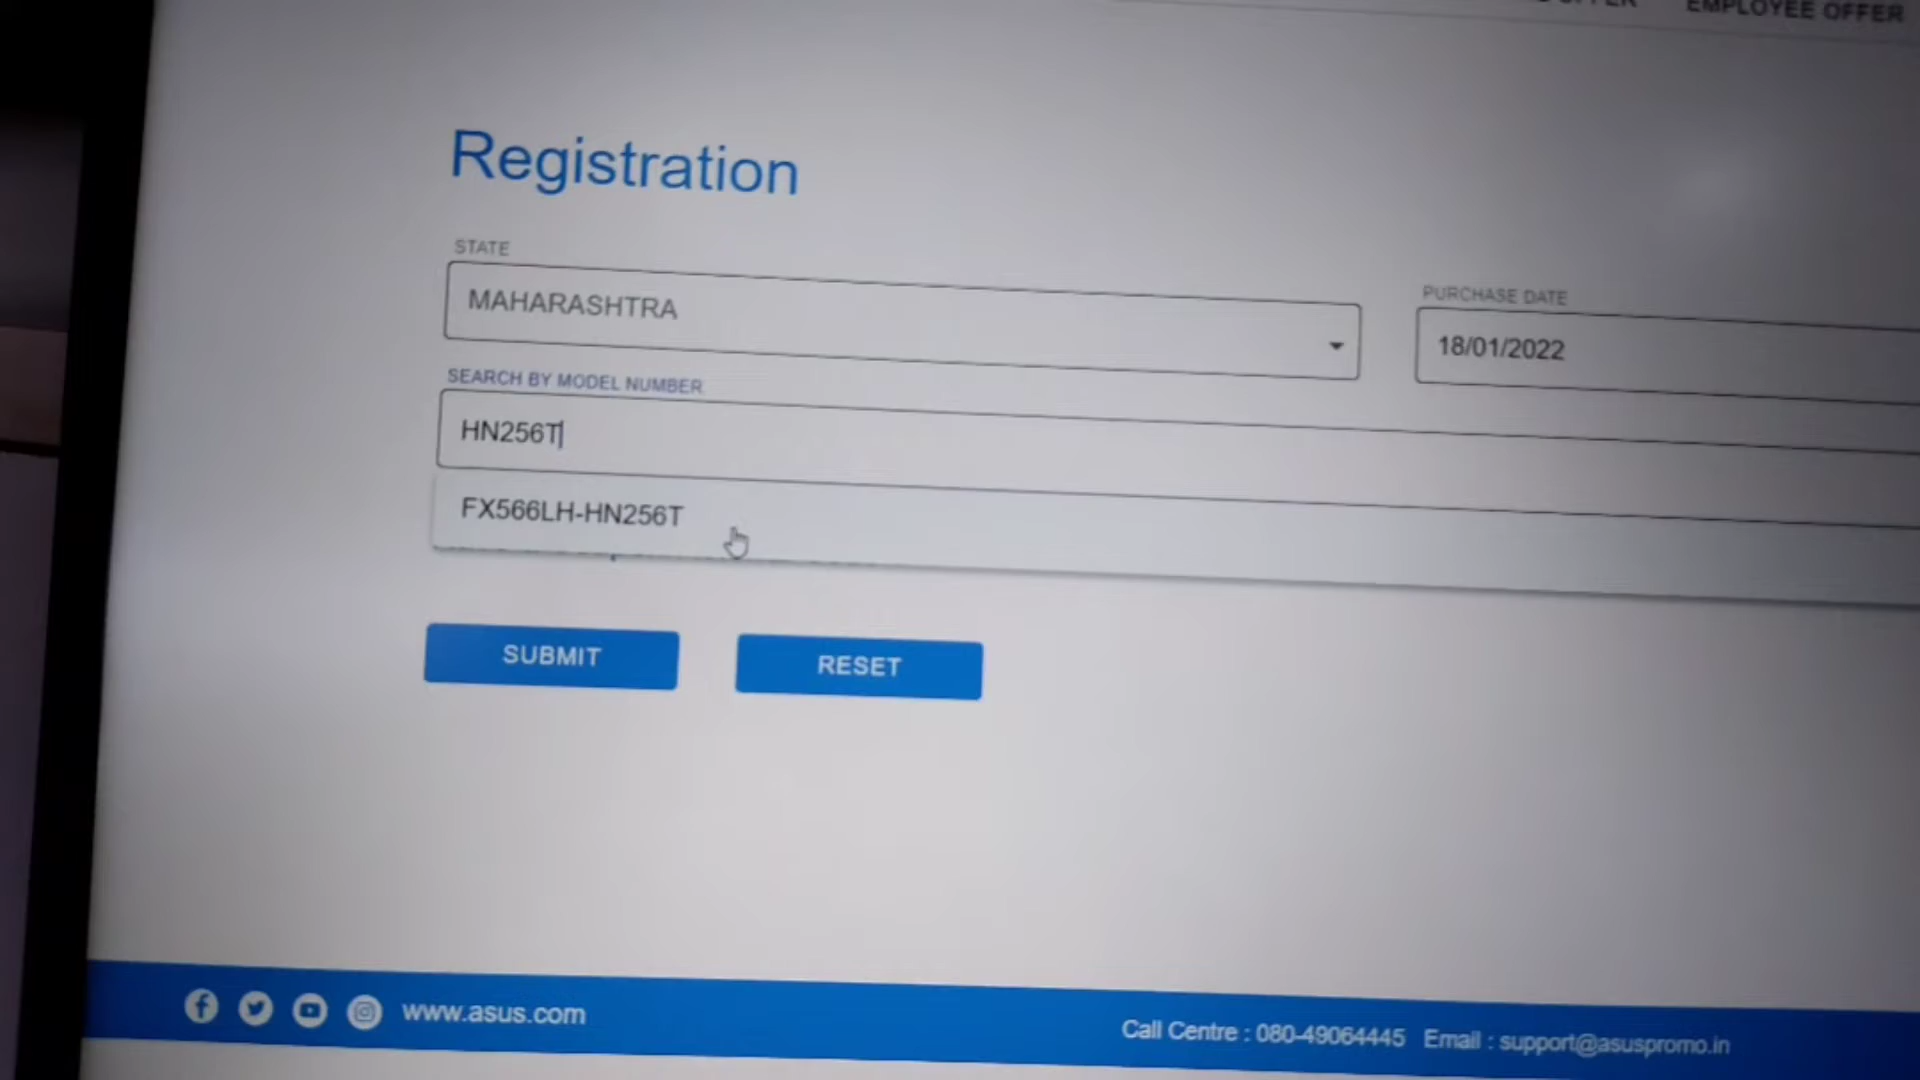 OFFER EMPLOYEE OFFER
Registration
STATE
MAHARASHTRA
PURCHASE DATE
18/01/2022
SEARCH BY MODEL NUMBER
HN256T
FX566LH-HN256T
SUBMIT RESET
www.asus.com Call Centre : 080-49064445 Email : support@asuspromo.in